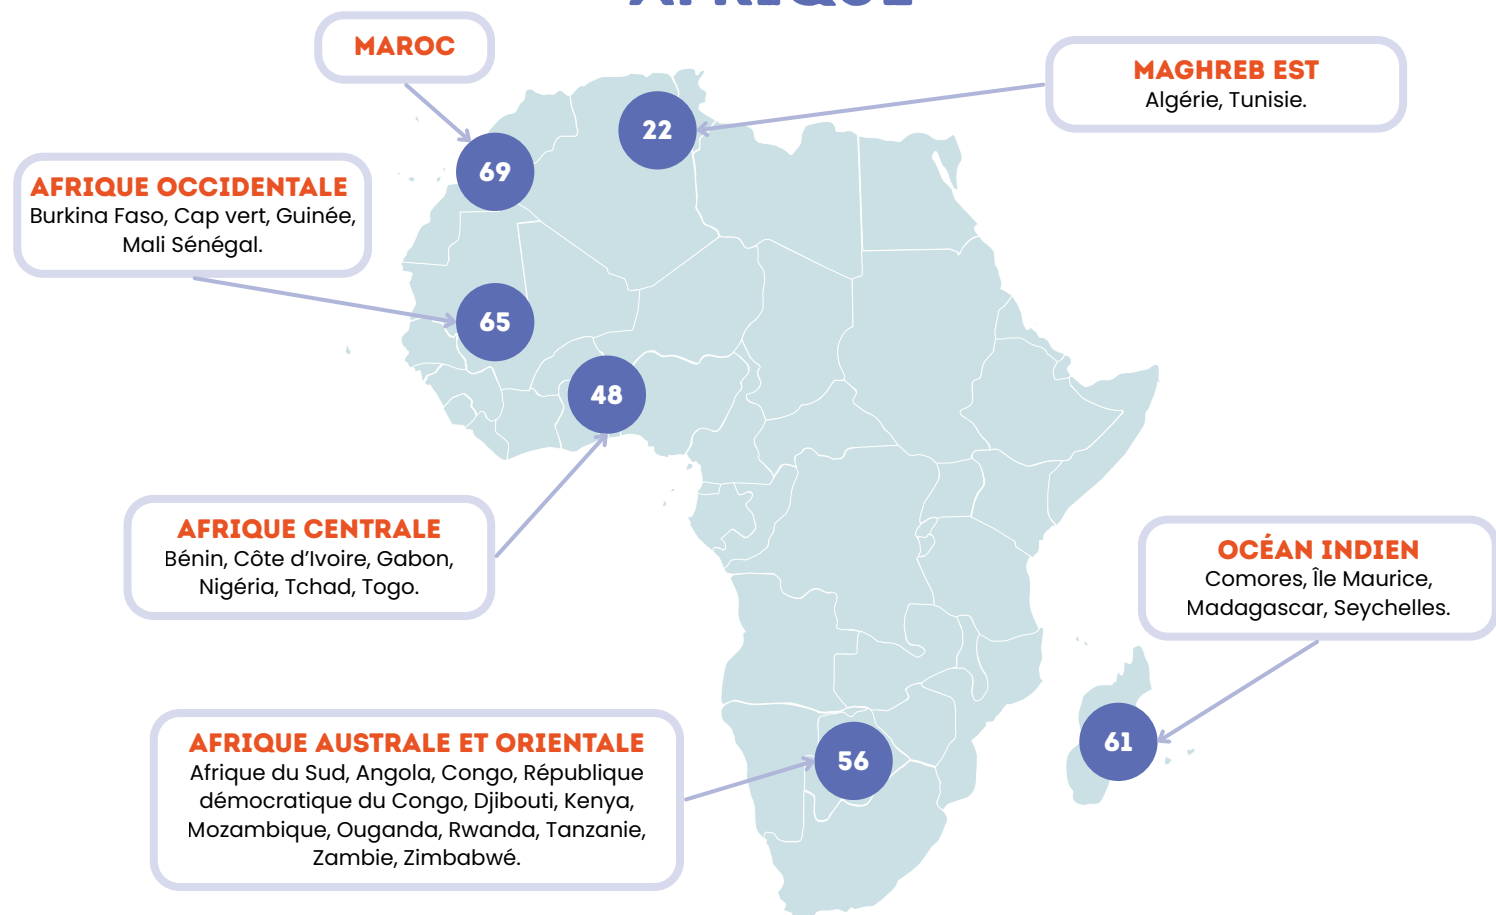 AFRIQUE
MAROC
MAGHREB EST
Algérie, Tunisie.
22
69
AFRIQUE OCCIDENTALE
Burkina Faso, Cap vert, Guinée,
Mali Sénégal.
65
48
AFRIQUE CENTRALE
Bénin, Côte d’Ivoire, Gabon,
Nigéria, Tchad, Togo.
OCÉAN INDIEN
Comores, Île Maurice,
Madagascar, Seychelles.
61
AFRIQUE AUSTRALE ET ORIENTALE
Afrique du Sud, Angola, Congo, République
démocratique du Congo, Djibouti, Kenya,
Mozambique, Ouganda, Rwanda, Tanzanie,
Zambie, Zimbabwé.
56